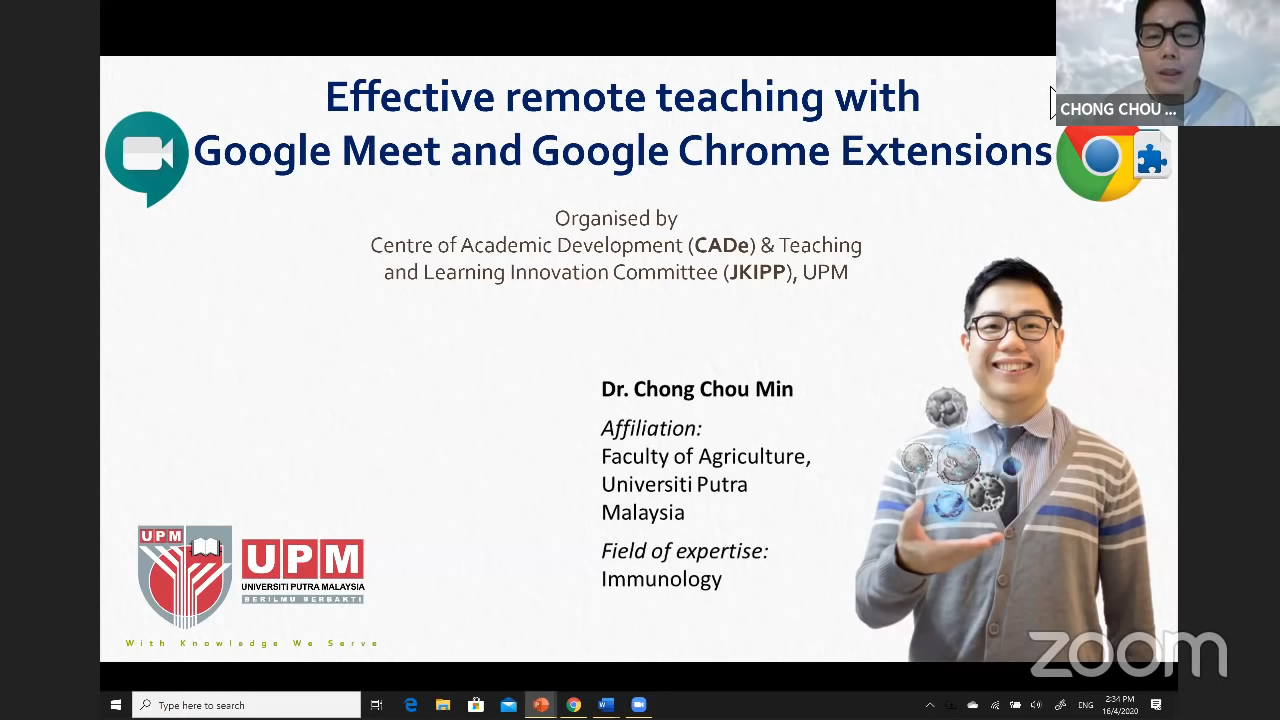 CHONG CHOU ...
Effective remote teaching with
Google Meet and Google Chrome Extensions
Organised by
Centre of Academic Development (CADe) & Teaching
and Learning Innovation Committee (JKIPP), UPM
Dr. Chong Chou Min
Affiliation:
Faculty of Agriculture,
Universiti Putra
Malaysia
Field of expertise:
Immunology
UPM
UPM
UNIVERSITI PUTRA MALAYSIA
BERILMU BERBAKTI
With Knowledge We Serve
zoom
Type here to search
ENG
2:34 PM
16/4/2020